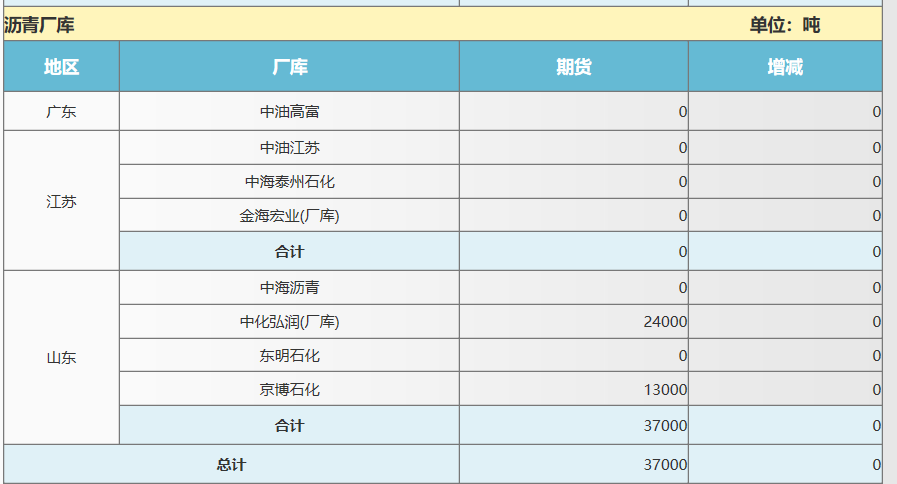 沥青厂库 单位：吨
地区 厂库 期货 增减
广东 中油高富 0 0
江苏 中油江苏 0 0
中海泰州石化 0 0
金海宏业(厂库) 0 0
合计 0 0
山东 中海沥青 0 0
中化弘润(厂库) 24000 0
东明石化 0 0
京博石化 13000 0
合计 37000 0
总计 37000 0